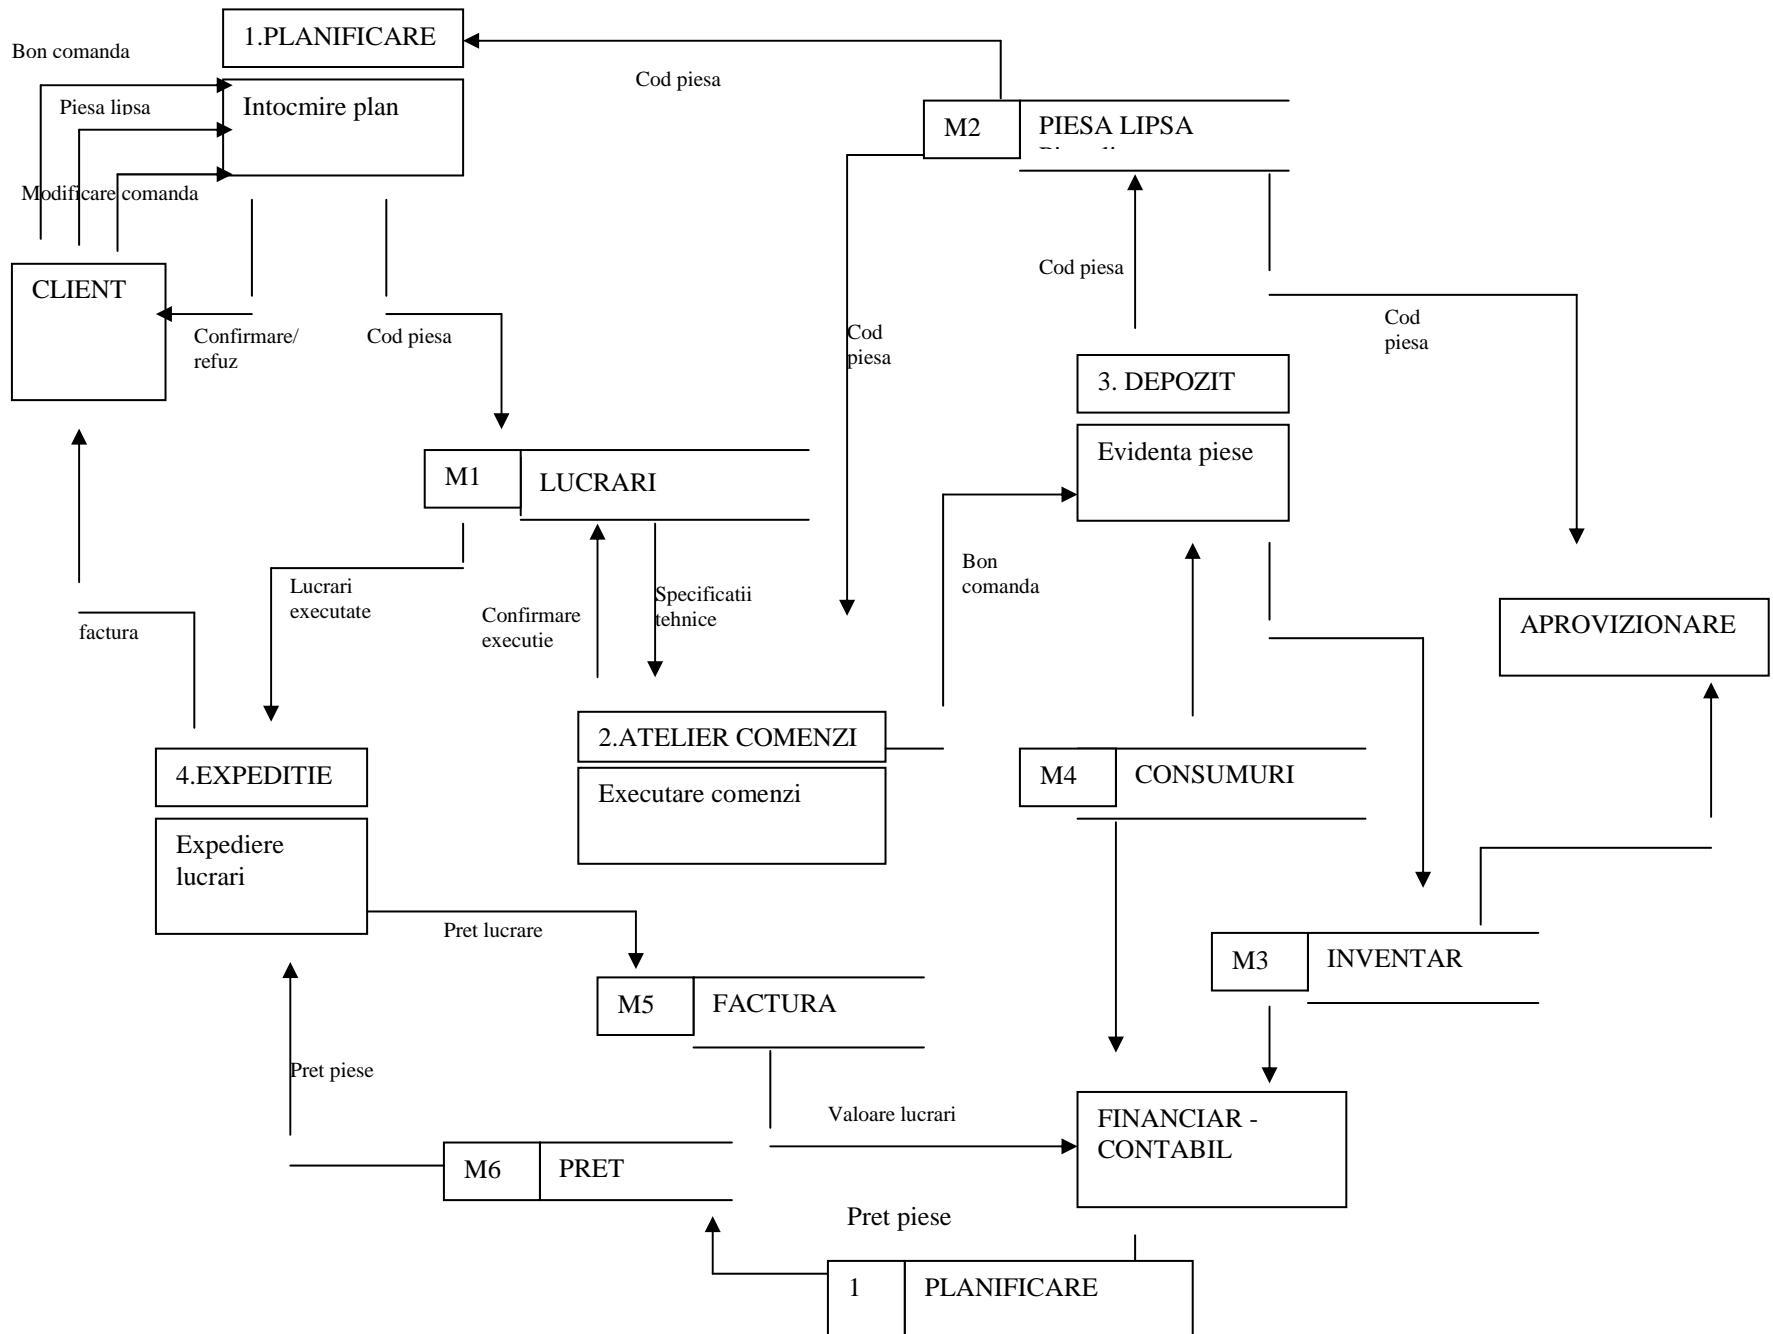 1.PLANIFICARE
Bon comanda
Cod piesa
Piesa lipsa
Intocmire plan
M2
PIESA LIPSA
Modificare comanda
CLIENT
Cod piesa
Confirmare/
refuz
Cod piesa
Cod
piesa
Cod
piesa
3. DEPOZIT
Evidenta piese
M1
LUCRARI
Bon
comanda
Lucrari
executate
Confirmare
executie
Specificatii
tehnice
factura
APROVIZIONARE
2.ATELIER COMENZI
Executare comenzi
4.EXPEDITIE
Expediere
lucrari
M4
CONSUMURI
Pret lucrare
M3
INVENTAR
M5
FACTURA
Pret piese
Valoare lucrari
FINANCIAR -
CONTABIL
M6
PRET
Pret piese
1
PLANIFICARE